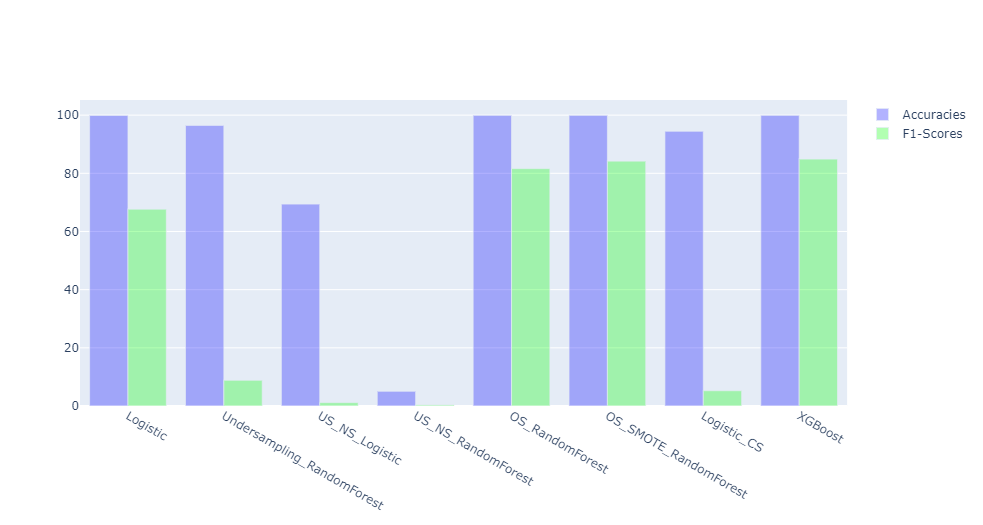 100
80
60
40
20
0
Logistic
Undersampling_RandomForest
US_NS_Logistic
US_NS_RandomForest
OS_RandomForest
OS_SMOTE_RandomForest
Logistic_CS
XGBoost
Accuracies
F1-Scores